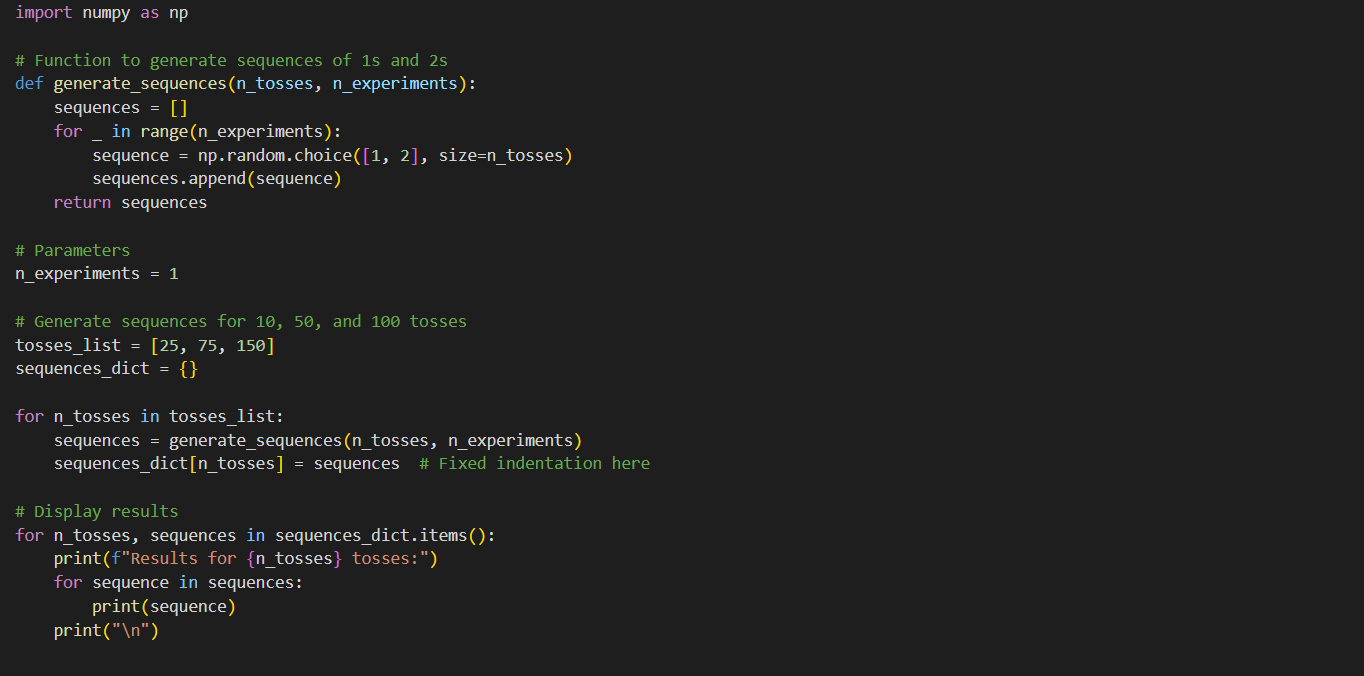 import numpy as np
# Function to generate sequences of 1s and 2s
def generate_sequences(n_tosses, n_experiments):
    sequences = []
    for _ in range(n_experiments):
        sequence = np.random.choice([1, 2], size=n_tosses)
        sequences.append(sequence)
    return sequences
# Parameters
n_experiments = 1
# Generate sequences for 10, 50, and 100 tosses
tosses_list = [25, 75, 150]
sequences_dict = {}
for n_tosses in tosses_list:
    sequences = generate_sequences(n_tosses, n_experiments)
    sequences_dict[n_tosses] = sequences  # Fixed indentation here
# Display results
for n_tosses, sequences in sequences_dict.items():
    print(f"Results for {n_tosses} tosses:")
    for sequence in sequences:
        print(sequence)
    print("\n")